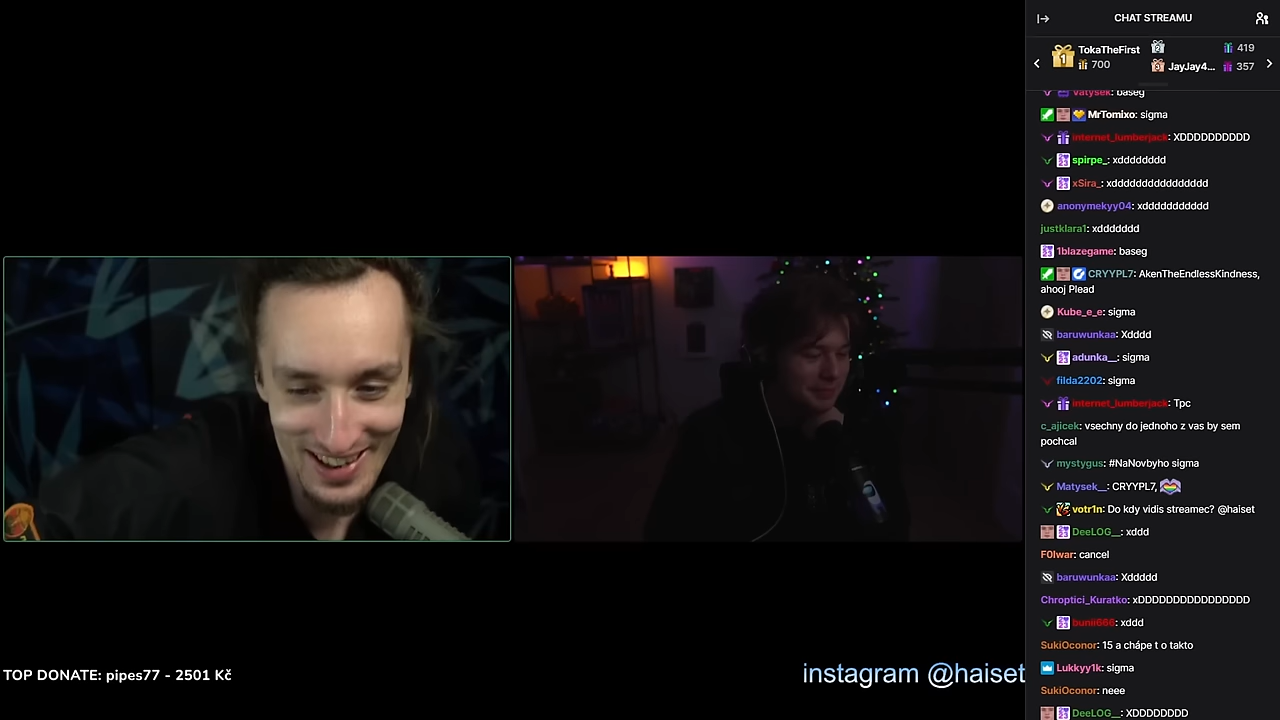 CHAT STREAMU
TokaTheFirst
700
419
JayJay4...
357
Vatysek: baseg
MrTomixo: sigma
internet_lumberjack: XDDDDDDDDDD
spirpe_: xdddddddd
xSira_: xddddddddddddddddd
anonymekyy04: xddddddddddd
justklara1: xddddddd
1blazegame: baseg
CRYYPL7: AkenTheEndlessKindness,
ahooj Plead
Kube_e_e: sigma
baruwunkaa: Xdddd
adunka__: sigma
filda2202: sigma
internet_lumberjack: Tpc
c_ajicek: vsechny do jednoho z vas by sem
pochcal
mystygus: #NaNovbyho sigma
Matysek__: CRYYPL7,
votr1n: Do kdy vidis streamec? @haiset
DeeLOG__: xddd
F0lwar: cancel
baruwunkaa: Xddddd
Chroptici_Kuratko: xDDDDDDDDDDDDDDDD
bunii666: xddd
SukiOconor: 15 a chápe t o takto
Lukkyy1k: sigma
SukiOconor: neee
DeeLOG__: XDDDDDDDD
TOP DONATE: pipes77 - 2501 Kč
instagram @haiset